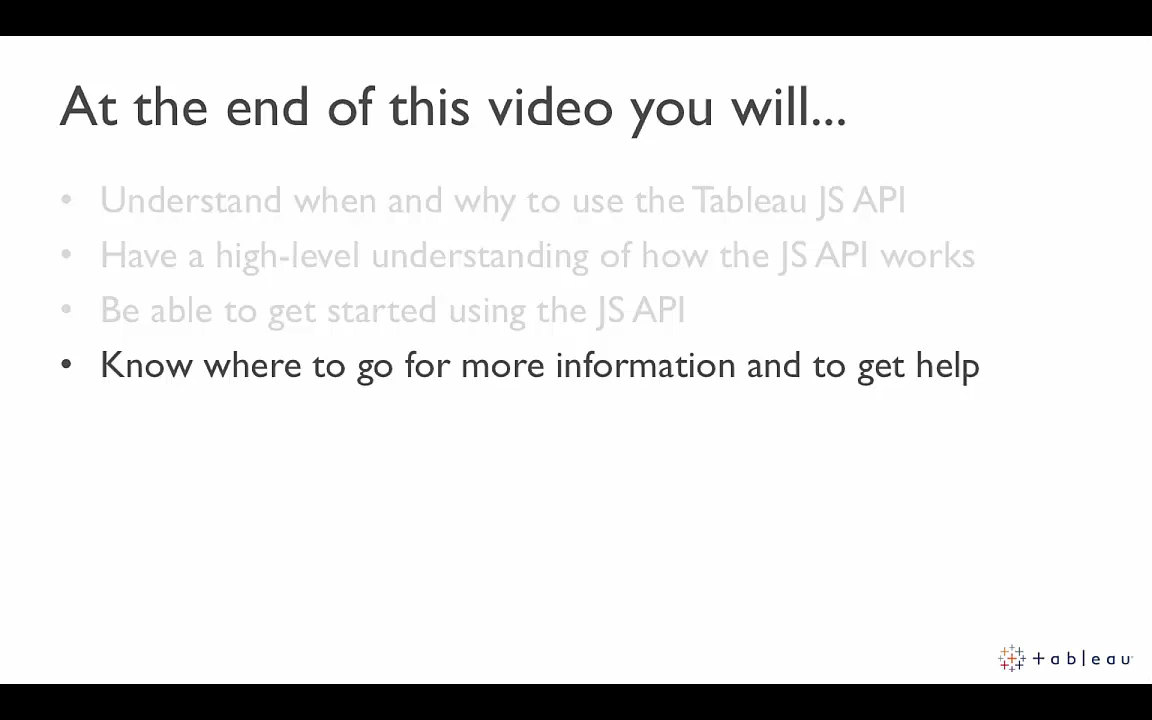 At the end of this video you will...
• Understand when and why to use the Tableau JS API
• Have a high-level understanding of how the JS API works
• Be able to get started using the JS API
• Know where to go for more information and to get help
+ableau